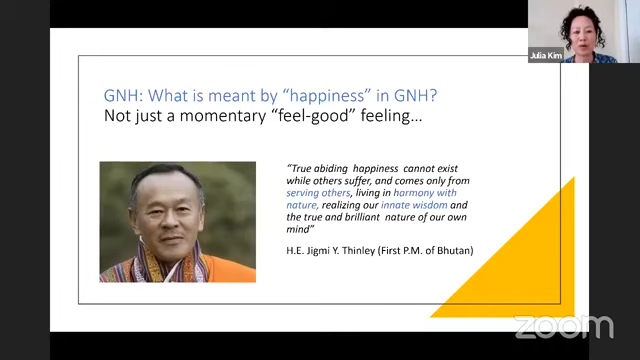 Julia Kim
GNH: What is meant by “happiness” in GNH?
Not just a momentary “feel-good” feeling…
“True abiding happiness cannot exist
while others suffer, and comes only from
serving others, living in harmony with
nature, realizing our innate wisdom and
the true and brilliant nature of our own
mind”
H.E. Jigmi Y. Thinley (First P.M. of Bhutan)
zoom